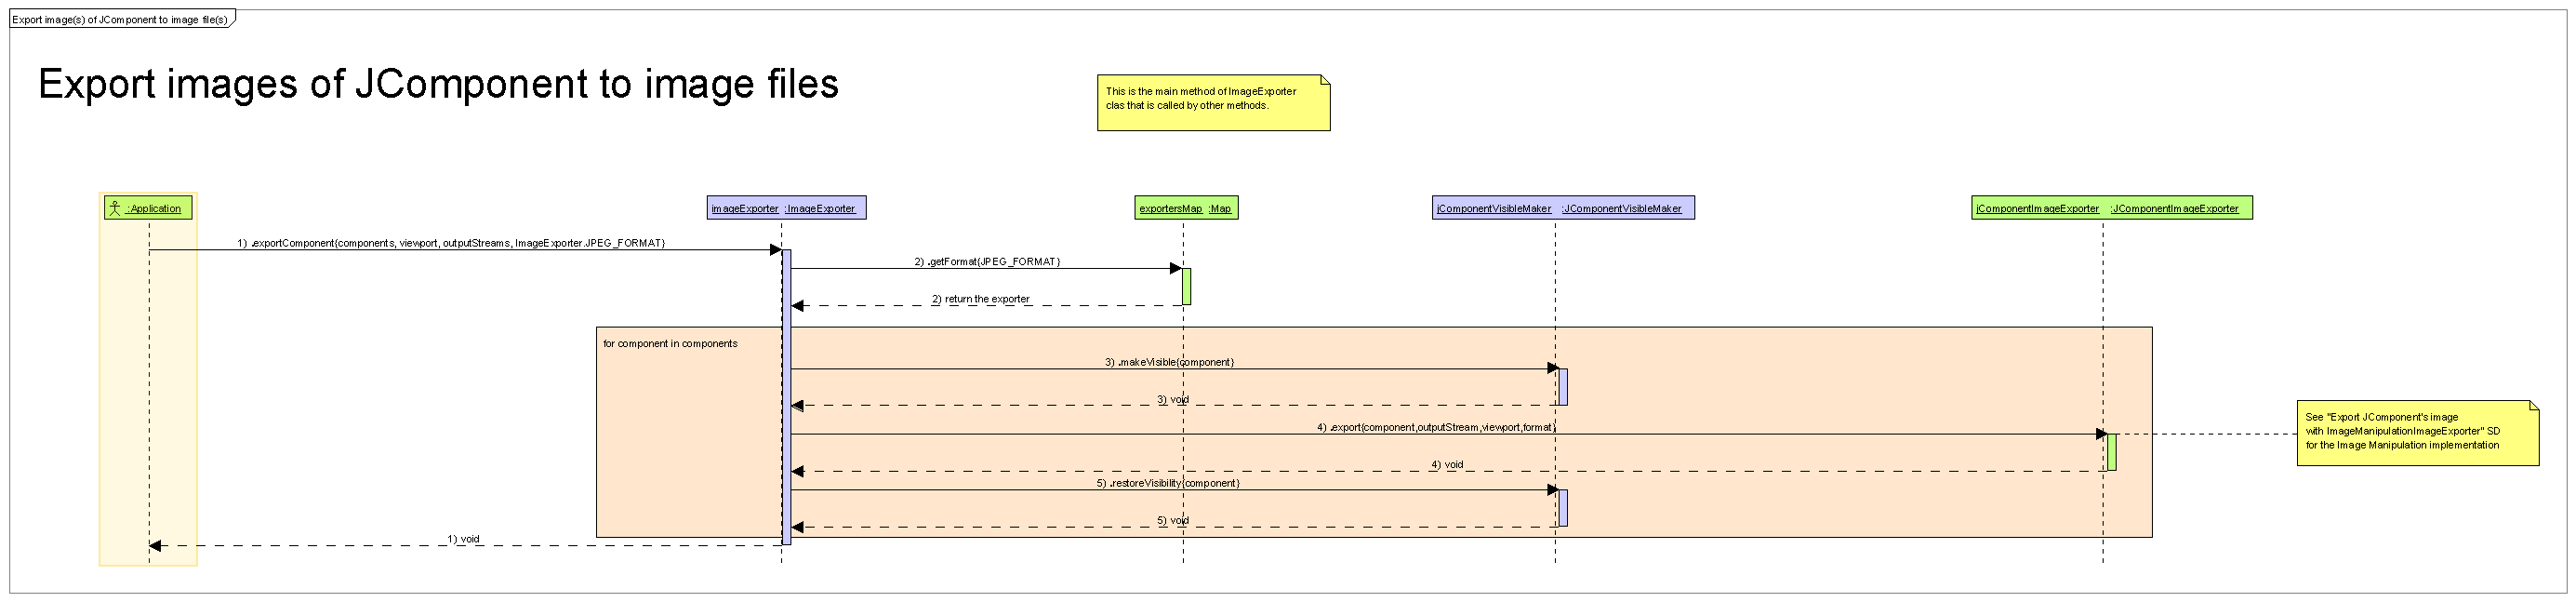 Export image(s) of JComponent to image file(s)
Export images of JComponent to image files
This is the main method of ImageExporter
clas that is called by other methods.
:Application
imageExporter :ImageExporter
exportersMap :Map
jComponentVisibleMaker :JComponentVisibleMaker
jComponentImageExporter :JComponentImageExporter
1) .exportComponent{components, viewport, outputStreams, ImageExporter.JPEG_FORMAT}
2) .getFormat{JPEG_FORMAT}
2) return the exporter
for component in components
3) .makeVisible{component}
3) void
See "Export JComponent's image
with ImageManipulationImageExporter" SD
for the Image Manipulation implementation
4) .export{component,outputStream,viewport,format}
4) void
5) .restoreVisibility{component}
5) void
1) void